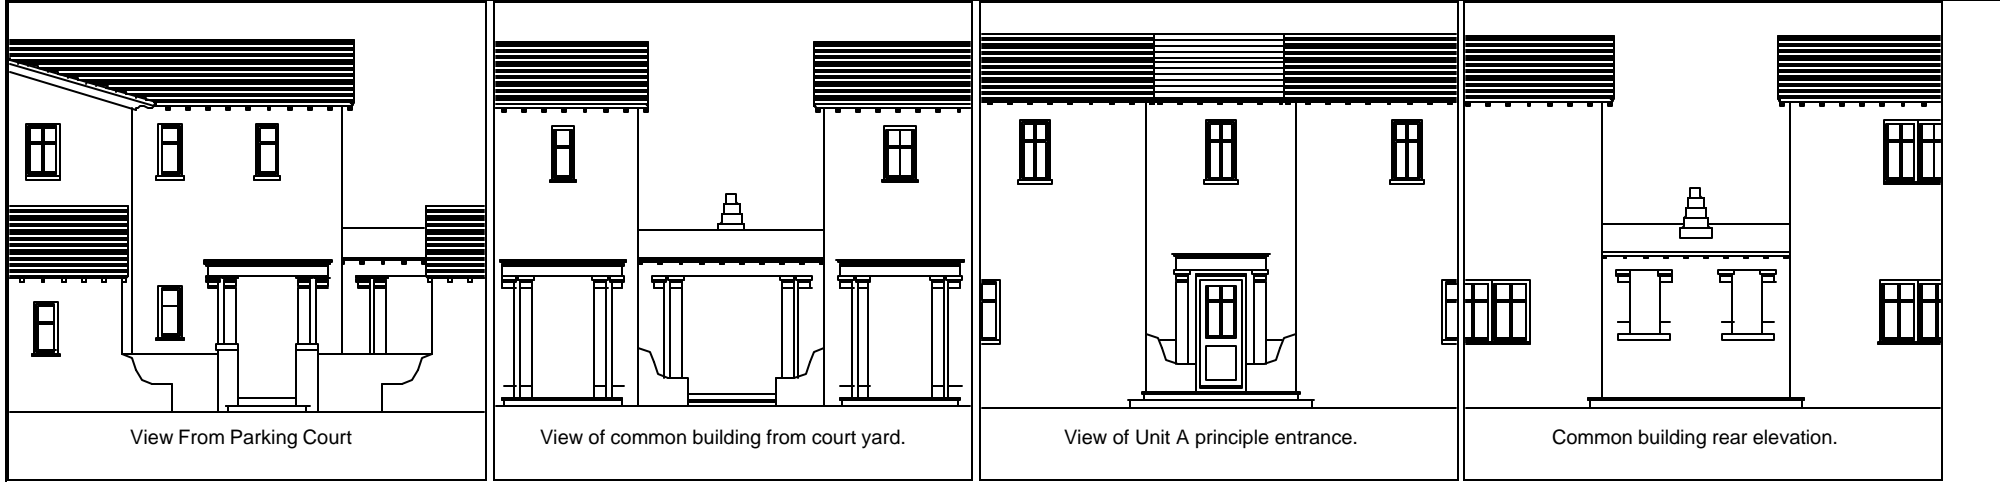 View From Parking Court
View of common building from court yard.
View of Unit A principle entrance.
Common building rear elevation.